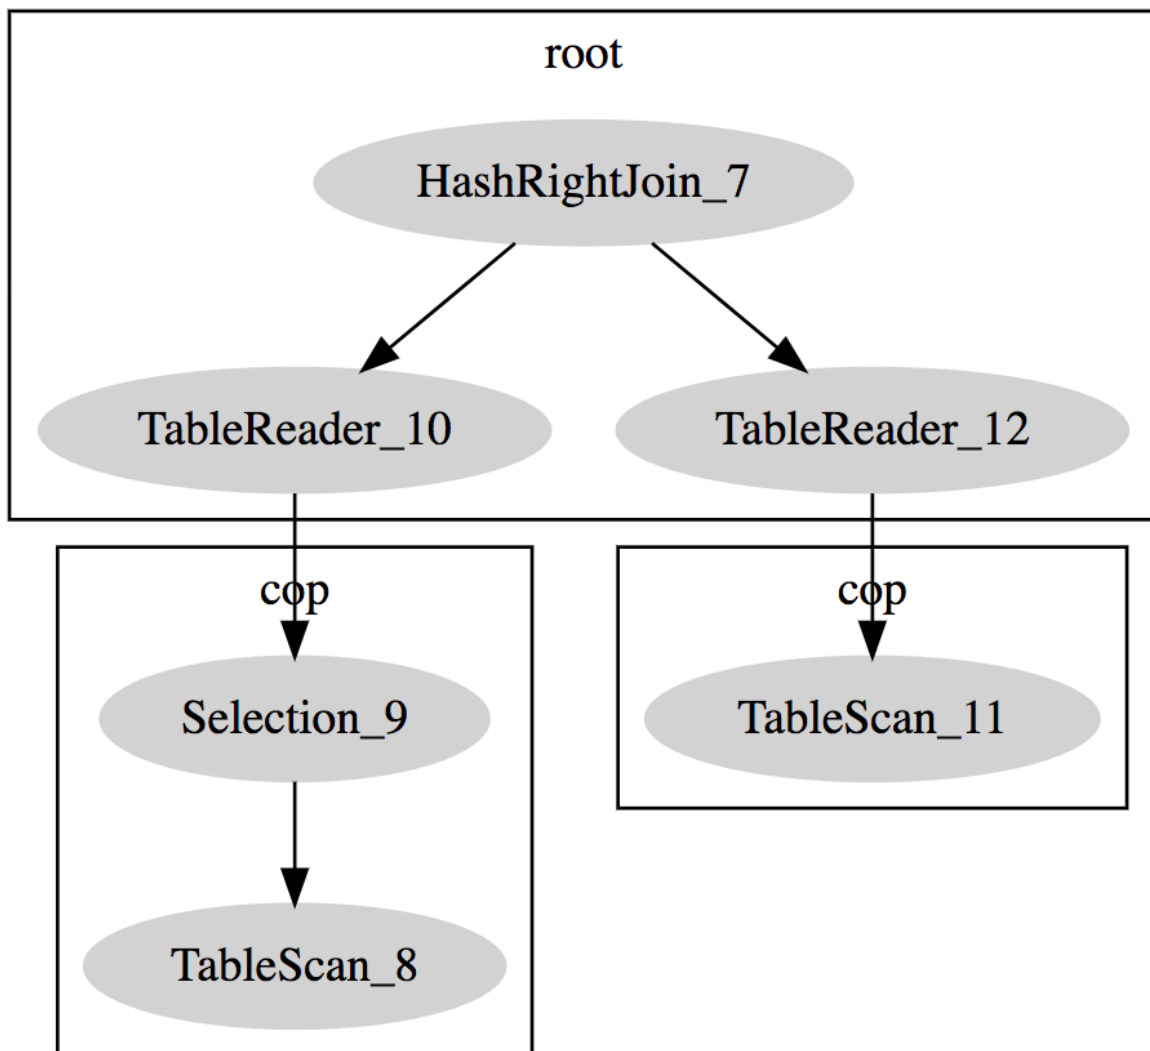 root
HashRightJoin_7
TableReader_10
TableReader_12
cop
cop
Selection_9
TableScan_11
TableScan_8